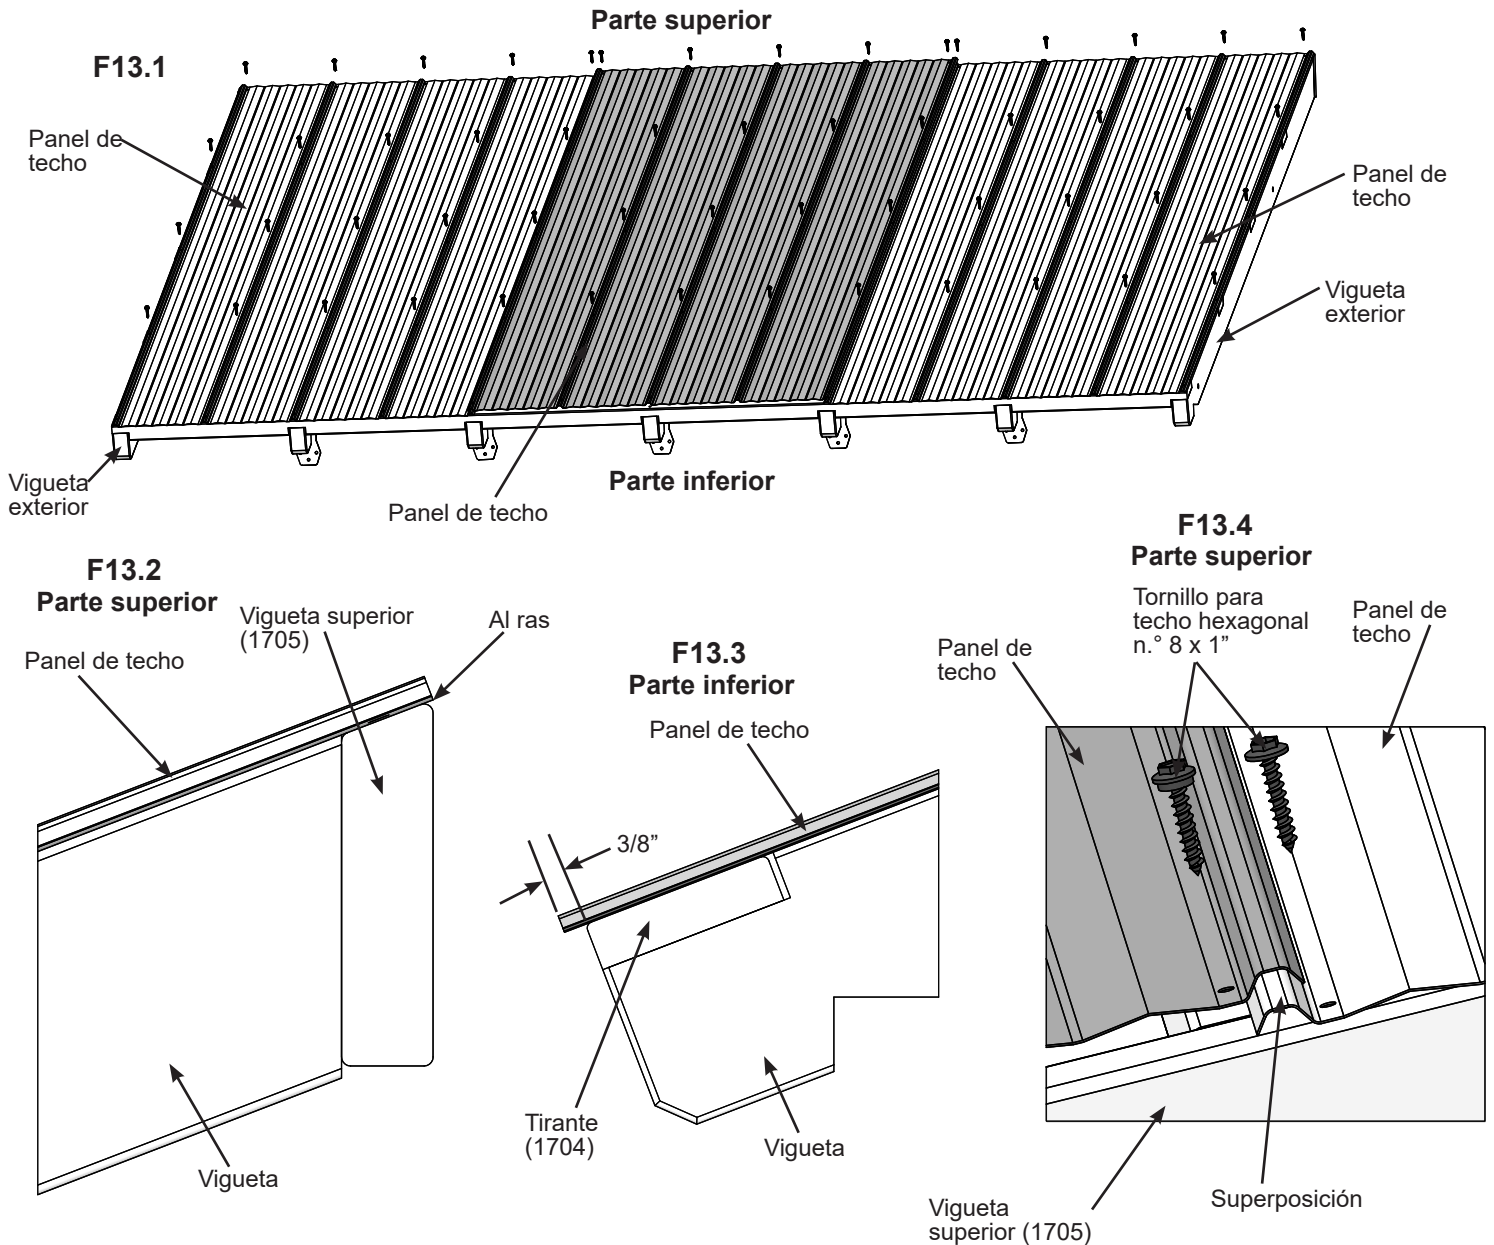 Parte superior
F13.1
Panel de
techo
Panel de
techo
Vigueta
exterior
Vigueta
exterior
Parte inferior
Panel de techo
F13.2
Parte superior
Vigueta superior
(1705)
Al ras
Panel de techo
Vigueta
F13.3
Parte inferior
Panel de techo
3/8”
Tirante
(1704)
Vigueta
F13.4
Parte superior
Tornillo para
techo hexagonal
n.° 8 x 1”
Panel de
techo
Panel de
techo
Superposición
Vigueta
superior (1705)